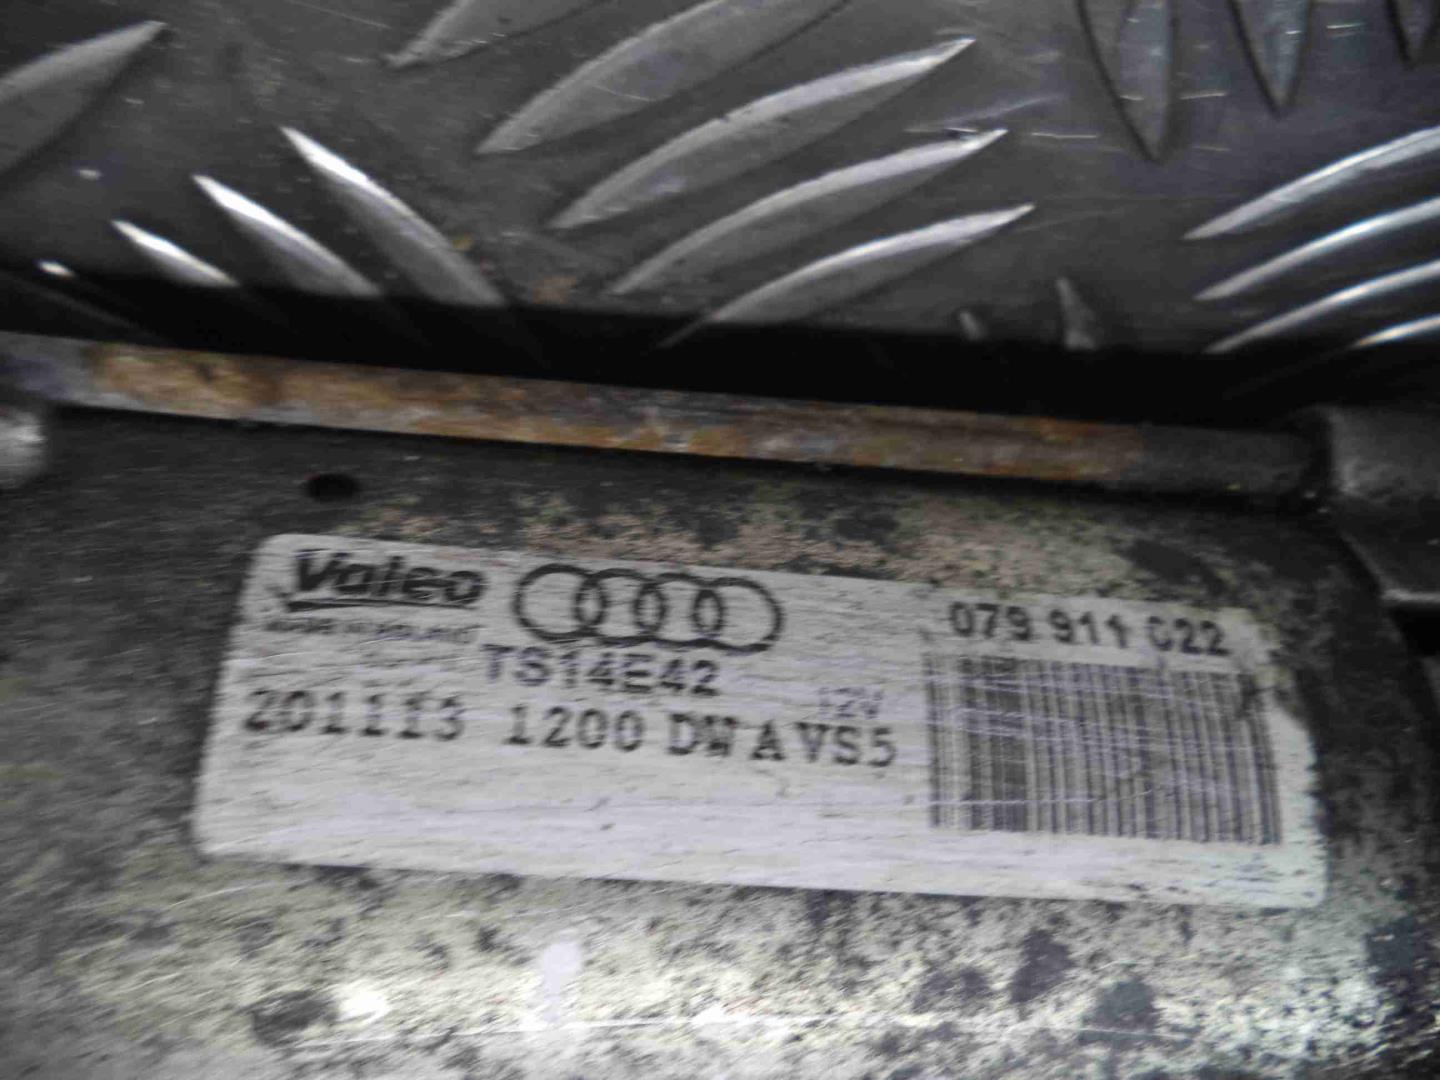 Valeo
079 911 022
TS14E42 12V
201113 1200 DW A VS5